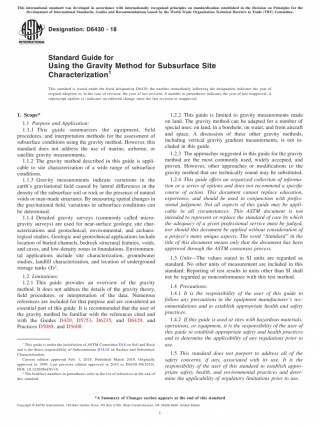 This international standard was developed in accordance with internationally recognized principles on standardization established in the Decision on Principles for the
Development of International Standards, Guides and Recommendations issued by the World Trade Organization Technical Barriers to Trade (TBT) Committee.
INTERNATIONAL
Designation: D6430 − 18
Standard Guide for
Using the Gravity Method for Subsurface Site
Characterization1
This standard is issued under the fixed designation D6430; the number immediately following the designation indicates the year of
original adoption or, in the case of revision, the year of last revision. A number in parentheses indicates the year of last reapproval. A
superscript epsilon (ε) indicates an editorial change since the last revision or reapproval.
1. Scope*
1.1 Purpose and Application:
1.1.1 This guide summarizes the equipment, field
procedures, and interpretation methods for the assessment of
subsurface conditions using the gravity method. However, this
standard does not address the use of marine, airborne, or
satellite gravity measurements.
1.1.2 The gravity method described in this guide is applicable
to site characterization of a wide range of subsurface
conditions.
1.1.3 Gravity measurements indicate variations in the
earth's gravitational field caused by lateral differences in the
density of the subsurface soil or rock or the presence of natural
voids or man-made structures. By measuring spatial changes in
the gravitational field, variations in subsurface conditions can
be determined.
1.1.4 Detailed gravity surveys (commonly called microgravity
surveys) are used for near-surface geologic site characterizations
and geotechnical, environmental, and archaeological
studies. Geologic and geotechnical applications include
location of buried channels, bedrock structural features, voids,
and caves, and low-density zones in foundations. Environmental
applications include site characterization, groundwater
studies, landfill characterization, and location of underground
storage tanks (1)2.
1.2 Limitations:
1.2.1 This guide provides an overview of the gravity
method. It does not address the details of the gravity theory,
field procedures, or interpretation of the data. Numerous
references are included for that purpose and are considered an
essential part of this guide. It is recommended that the user of
the gravity method be familiar with the references cited and
with the Guides D420, D5753, D6235, and D6429, and
Practices D5088, and D5608.
1 This guide is under the jurisdiction of ASTM Committee D18 on Soil and Rock
and is the direct responsibility of Subcommittee D18.01 on Surface and Subsurface
Characterization.
Current edition approved Feb. 1, 2018. Published March 2018. Originally
approved in 1999. Last previous edition approved in 2010 as D6430–99(2010).
DOI: 10.1520/D6430-18.
2 The boldface numbers in parentheses refer to the list of references at the end of
this standard.
1.2.2 This guide is limited to gravity measurements made
on land. The gravity method can be adapted for a number of
special uses: on land, in a borehole, on water, and from aircraft
and space. A discussion of these other gravity methods,
including vertical gravity gradient measurements, is not included
in this guide.
1.2.3 The approaches suggested in this guide for the gravity
method are the most commonly used, widely accepted, and
proven. However, other approaches or modifications to the
gravity method that are technically sound may be substituted.
1.2.4 This guide offers an organized collection of information
or a series of options and does not recommend a specific
course of action. This document cannot replace education,
experience, and should be used in conjunction with professional
judgment. Not all aspects of this guide may be applicable
in all circumstances. This ASTM document is not
intended to represent or replace the standard of care by which
the adequacy of a given professional service must be judged,
nor should this document be applied without consideration of
a project's many unique aspects. The word "Standard" in the
title of this document means only that the document has been
approved through the ASTM consensus process.
1.3 Units—The values stated in SI units are regarded as
standard. No other units of measurement are included in this
standard. Reporting of test results in units other than SI shall
not be regarded as nonconformance with this test method.
1.4 Precautions:
1.4.1 It is the responsibility of the user of this guide to
follow any precautions in the equipment manufacturer's recommendations
and to establish appropriate health and safety
practices.
1.4.2 If this guide is used at sites with hazardous materials,
operations, or equipment, it is the responsibility of the user of
this guide to establish appropriate safety and health practices
and to determine the applicability of any regulations prior to
use.
1.5 This standard does not purport to address all of the
safety concerns, if any, associated with its use. It is the
responsibility of the user of this standard to establish appropriate
safety, health, and environmental practices and determine
the applicability of regulatory limitations prior to use.
*A Summary of Changes section appears at the end of this standard
Copyright © ASTM International, 100 Barr Harbor Drive, PO Box C700, West Conshohocken, PA 19428-2959. United States
1